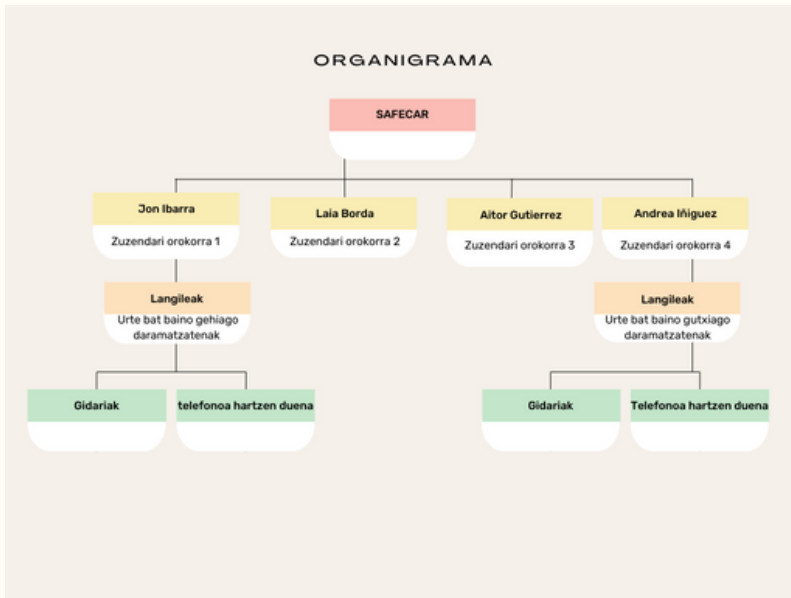 ORGANIGRAMA
SAFECAR
Jon Ibarra
Zuzendari orokorra 1
Laia Borda
Zuzendari orokorra 2
Aitor Gutierrez
Zuzendari orokorra 3
Andrea Iñiguez
Zuzendari orokorra 4
Langileak
Urte bat baino gehiago
daramatzatenak
Langileak
Urte bat baino gutxiago
daramatzatenak
Gidariak
telefonoa hartzen duena
Gidariak
Telefonoa hartzen duena